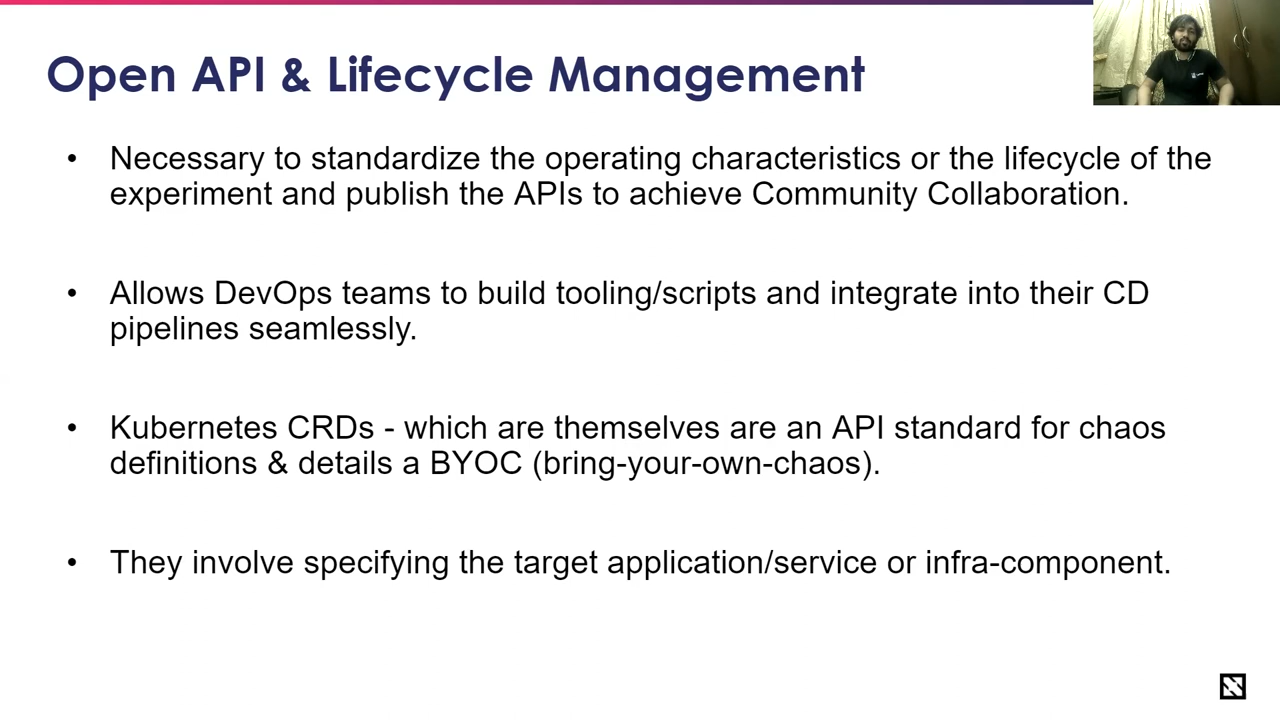 Open API & Lifecycle Management
• Necessary to standardize the operating characteristics or the lifecycle of the
experiment and publish the APIs to achieve Community Collaboration.
• Allows DevOps teams to build tooling/scripts and integrate into their CD
pipelines seamlessly.
• Kubernetes CRDs - which are themselves are an API standard for chaos
definitions & details a BYOC (bring-your-own-chaos).
• They involve specifying the target application/service or infra-component.